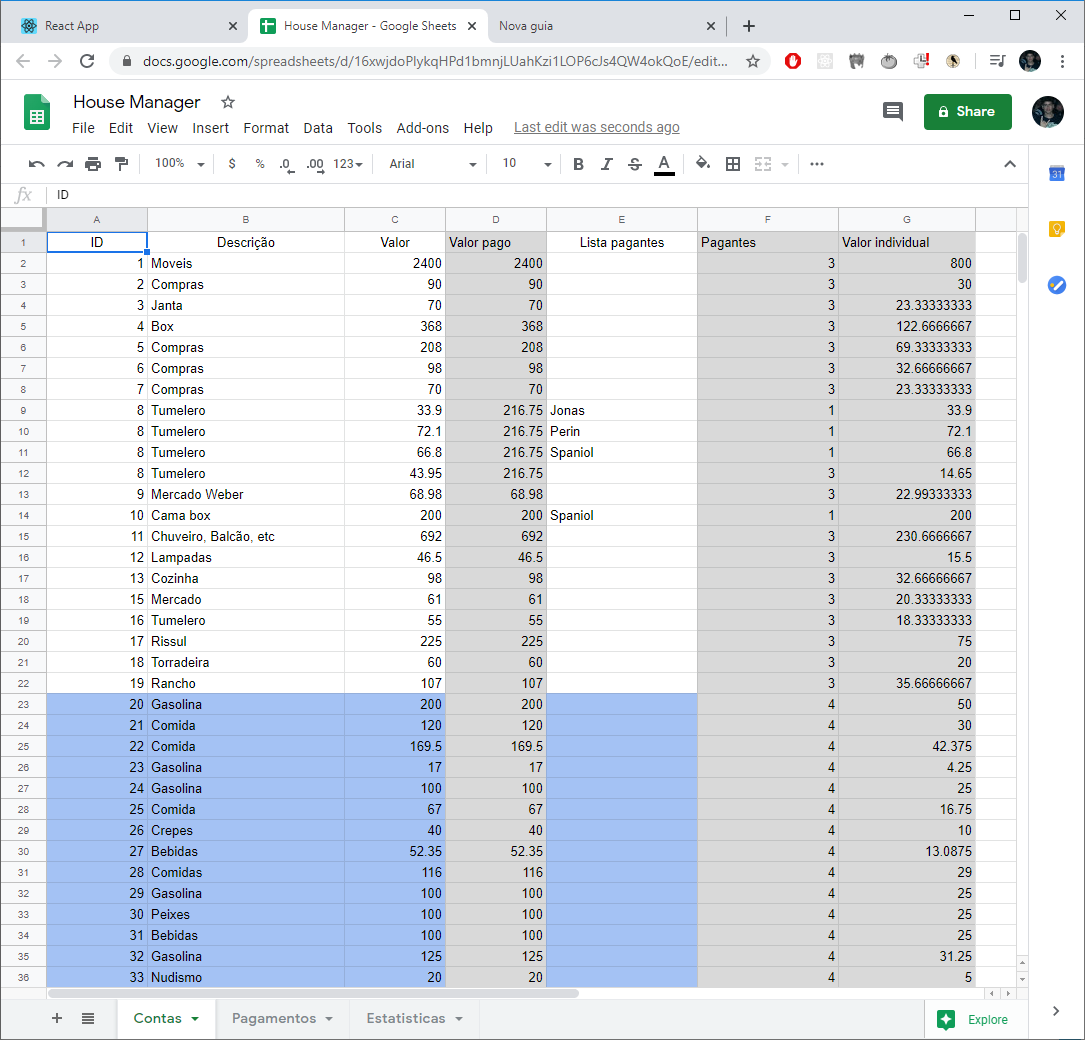 React App
House Manager - Google Sheets
Nova guia
docs.google.com/spreadsheets/d/16xwjdoPlykqHPd1bmnjLUahKzi1LOP6cJs4QW4okQoE/edit...
House Manager
File Edit View Insert Format Data Tools Add-ons Help Last edit was seconds ago
Share
100% $ % .0 .00 123 Arial 10 B I S A
31
fx ID
A B C D E F G
1 ID Descrição Valor Valor pago Lista pagantes Pagantes Valor individual
2 1 Moveis 2400 2400 3 800
3 2 Compras 90 90 3 30
4 3 Janta 70 70 3 23.33333333
5 4 Box 368 368 3 122.6666667
6 5 Compras 208 208 3 69.33333333
7 6 Compras 98 98 3 32.66666667
8 7 Compras 70 70 3 23.33333333
9 8 Tumelero 33.9 216.75 Jonas 1 33.9
10 8 Tumelero 72.1 216.75 Perin 1 72.1
11 8 Tumelero 66.8 216.75 Spaniol 1 66.8
12 8 Tumelero 43.95 216.75 3 14.65
13 9 Mercado Weber 68.98 68.98 3 22.99333333
14 10 Cama box 200 200 Spaniol 1 200
15 11 Chuveiro, Balcão, etc 692 692 3 230.6666667
16 12 Lampadas 46.5 46.5 3 15.5
17 13 Cozinha 98 98 3 32.66666667
18 15 Mercado 61 61 3 20.33333333
19 16 Tumelero 55 55 3 18.33333333
20 17 Rissul 225 225 3 75
21 18 Torradeira 60 60 3 20
22 19 Rancho 107 107 3 35.66666667
23 20 Gasolina 200 200 4 50
24 21 Comida 120 120 4 30
25 22 Comida 169.5 169.5 4 42.375
26 23 Gasolina 17 17 4 4.25
27 24 Gasolina 100 100 4 25
28 25 Comida 67 67 4 16.75
29 26 Crepes 40 40 4 10
30 27 Bebidas 52.35 52.35 4 13.0875
31 28 Comidas 116 116 4 29
32 29 Gasolina 100 100 4 25
33 30 Peixes 100 100 4 25
34 31 Bebidas 100 100 4 25
35 32 Gasolina 125 125 4 31.25
36 33 Nudismo 20 20 4 5
Contas Pagamentos Estatisticas Explore